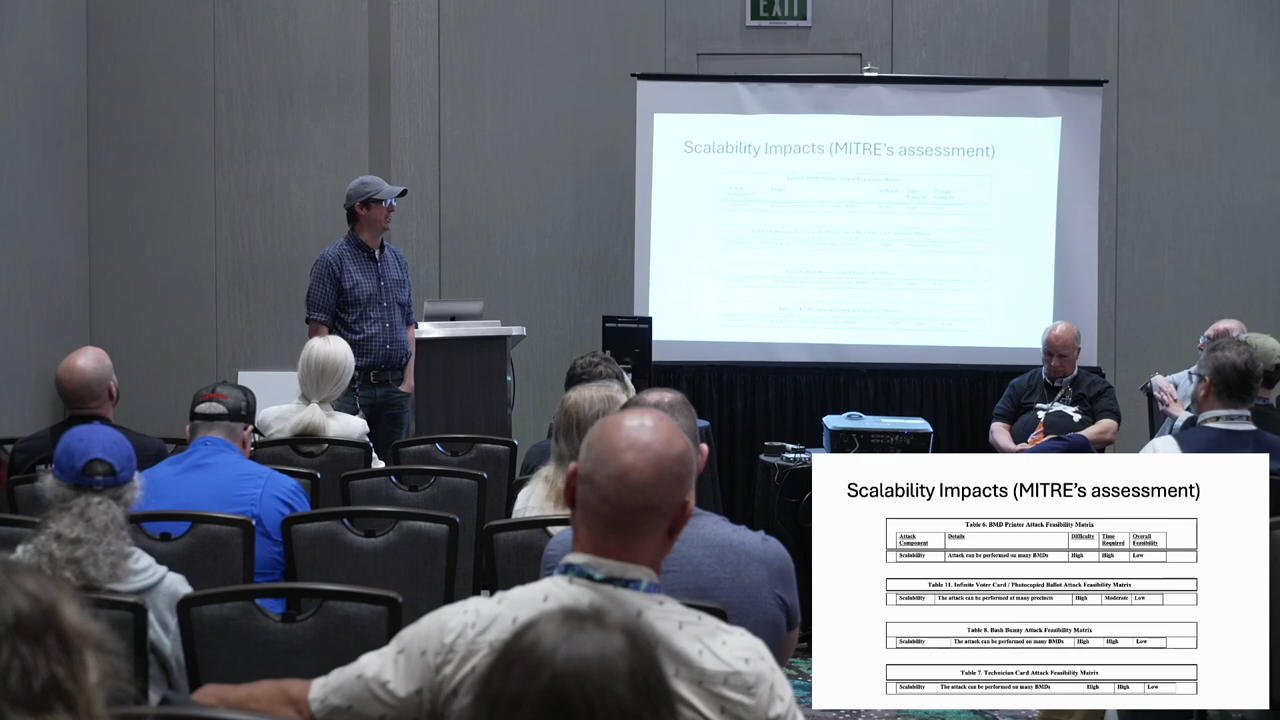 EXIT
Scalability Impacts (MITRE's assessment)
Scalability Impacts (MITRE's assessment)
Table 6. BMD Printer Attack Feasibility Matrix
Attack Component Details Difficulty Time Required Overall Feasibility
Scalability Attack can be performed on many BMDs High High Low
Table 11. Infinite Voter Card / Photocopied Ballot Attack Feasibility Matrix
Scalability The attack can be performed at many precincts High Moderate Low
Table 8. Bash Bunny Attack Feasibility Matrix
Scalability The attack can be performed on many BMDs High High Low
Table 7. Technician Card Attack Feasibility Matrix
Scalability The attack can be performed on many BMDs High High Low